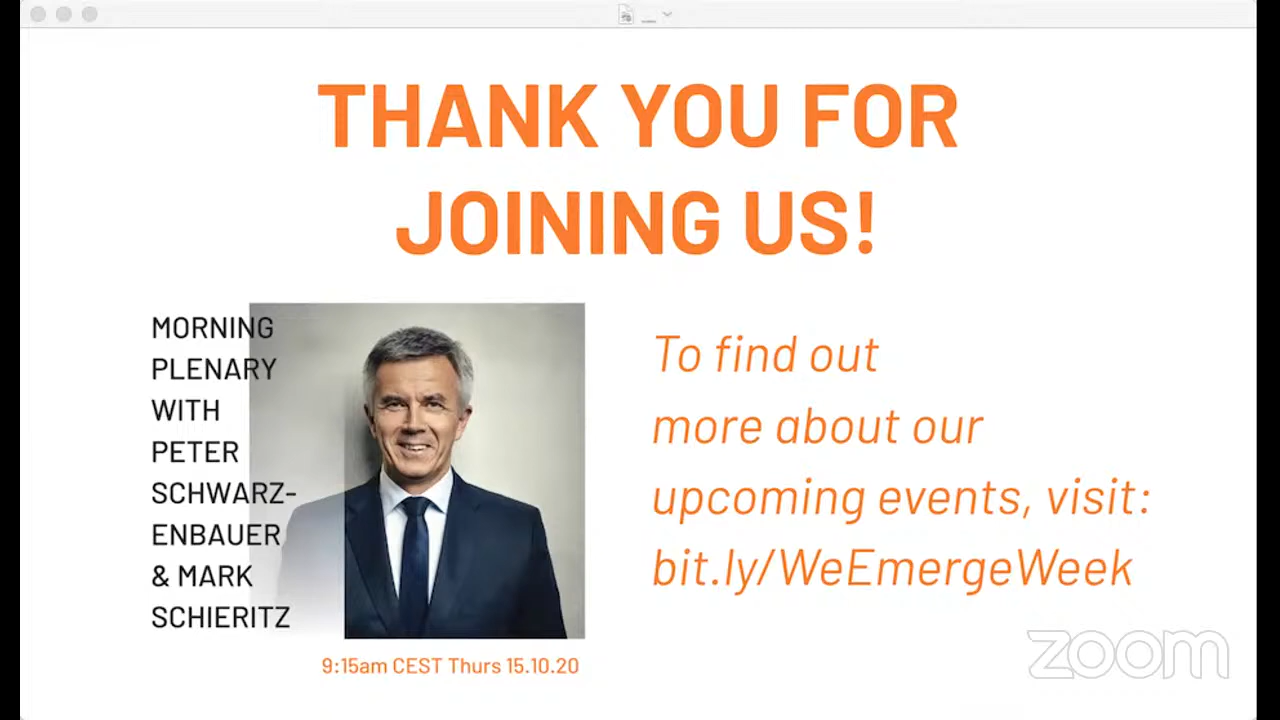 THANK YOU FOR
JOINING US!
MORNING
PLENARY
WITH
PETER
SCHWARZ-
ENBAUER
& MARK
SCHIERITZ
9:15am CEST Thurs 15.10.20
To find out
more about our
upcoming events, visit:
bit.ly/WeEmergeWeek
zoom